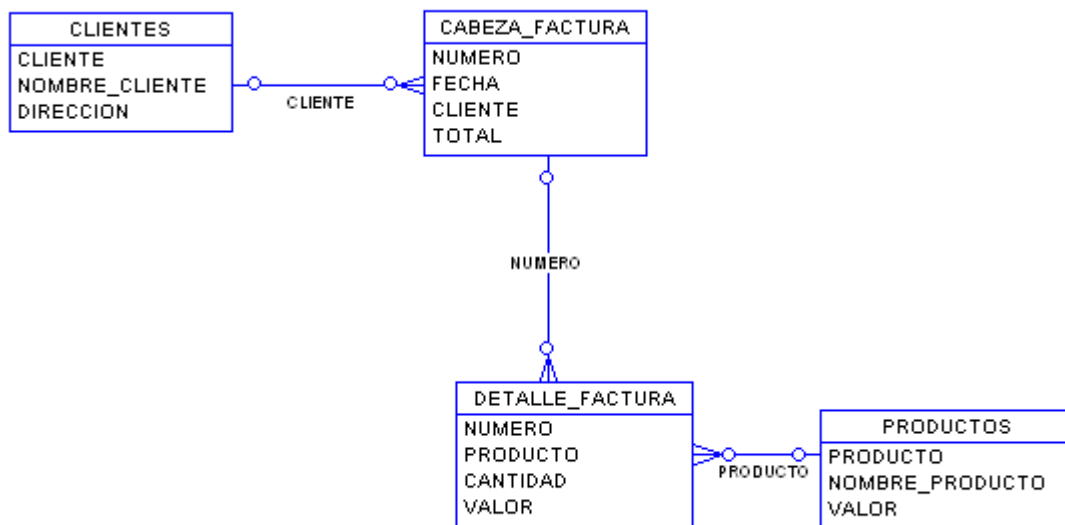 CLIENTES
CLIENTE
NOMBRE_CLIENTE
DIRECCION
CLIENTE
CABEZA_FACTURA
NUMERO
FECHA
CLIENTE
TOTAL
NUMERO
DETALLE_FACTURA
NUMERO
PRODUCTO
CANTIDAD
VALOR
PRODUCTO
PRODUCTOS
PRODUCTO
NOMBRE_PRODUCTO
VALOR